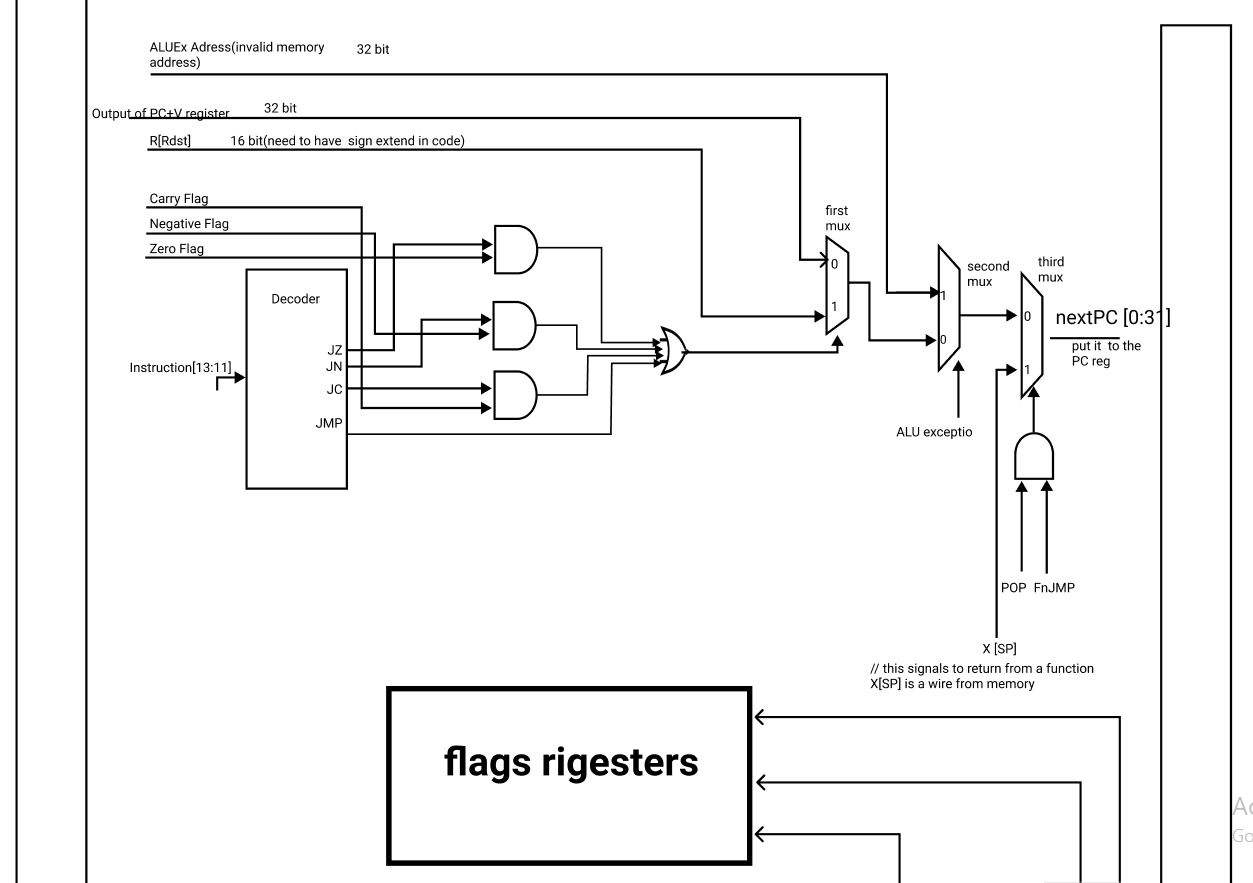 ALUEx Adress(invalid memory
address)
32 bit
Output of PC+V register
32 bit
R[Rdst]
16 bit(need to have sign extend in code)
Carry Flag
Negative Flag
Zero Flag
Decoder
JZ
JN
JC
JMP
Instruction[13:11]
first
mux
0
1
second
mux
1
0
third
mux
0
1
nextPC [0:31]
put it to the
PC reg
ALU exceptio
POP FnJMP
X [SP]
// this signals to return from a function
X[SP] is a wire from memory
flags rigesters